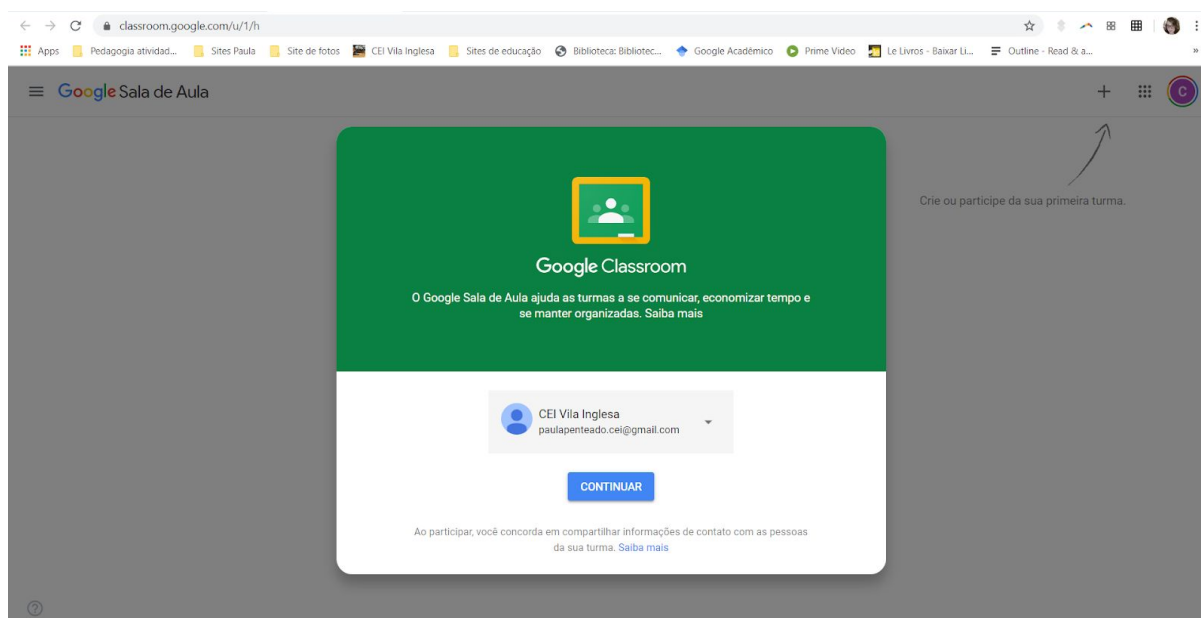 classroom.google.com/u/1/h
Apps Pedagogia atividad... Sites Paula Site de fotos CEI Vila Inglesa Sites de educação Biblioteca: Bibliotec... Google Acadêmico Prime Video Le Livros - Baixar Li... Outline - Read & a... »
Google Sala de Aula
C
Crie ou participe da sua primeira turma.
Google Classroom
O Google Sala de Aula ajuda as turmas a se comunicar, economizar tempo e
se manter organizadas. Saiba mais
CEI Vila Inglesa
paulapenteado.cei@gmail.com
CONTINUAR
Ao participar, você concorda em compartilhar informações de contato com as pessoas
da sua turma. Saiba mais